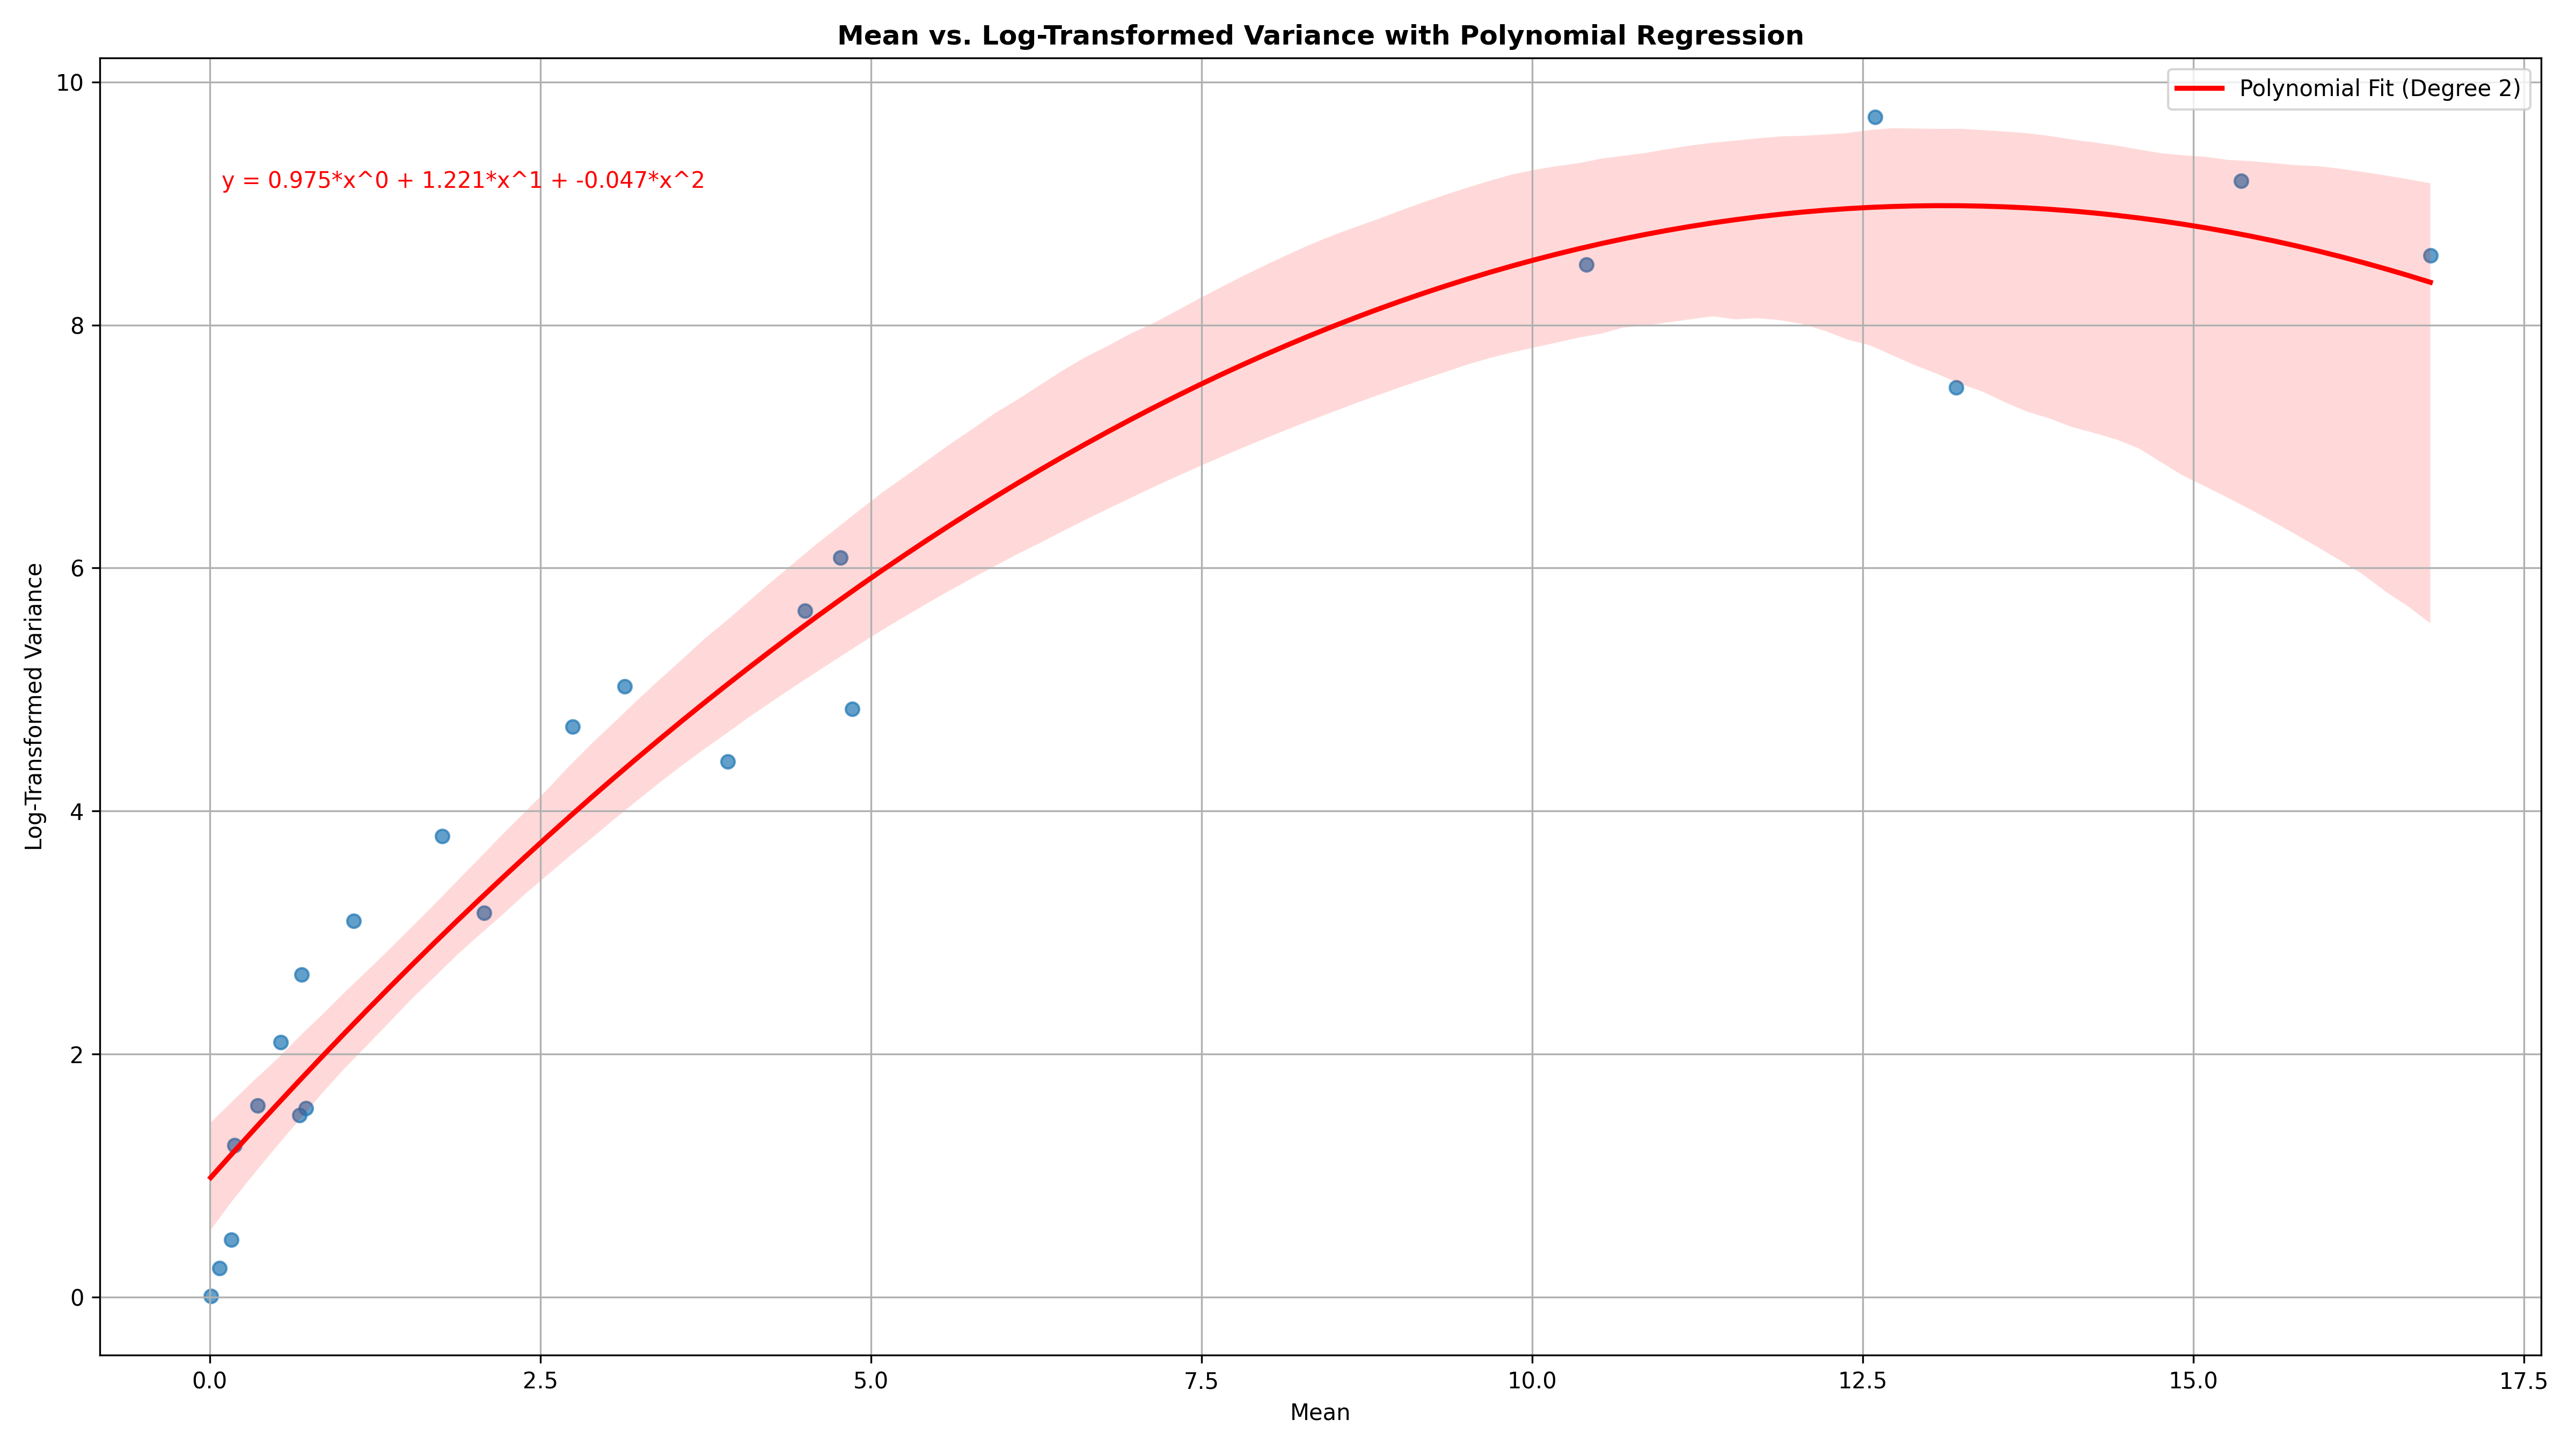 Mean vs. Log-Transformed Variance with Polynomial Regression
Polynomial Fit (Degree 2)
y = 0.975*x^0 + 1.221*x^1 + -0.047*x^2
Log-Transformed Variance
10
8
6
4
2
0
0.0 2.5 5.0 7.5 10.0 12.5 15.0 17.5
Mean